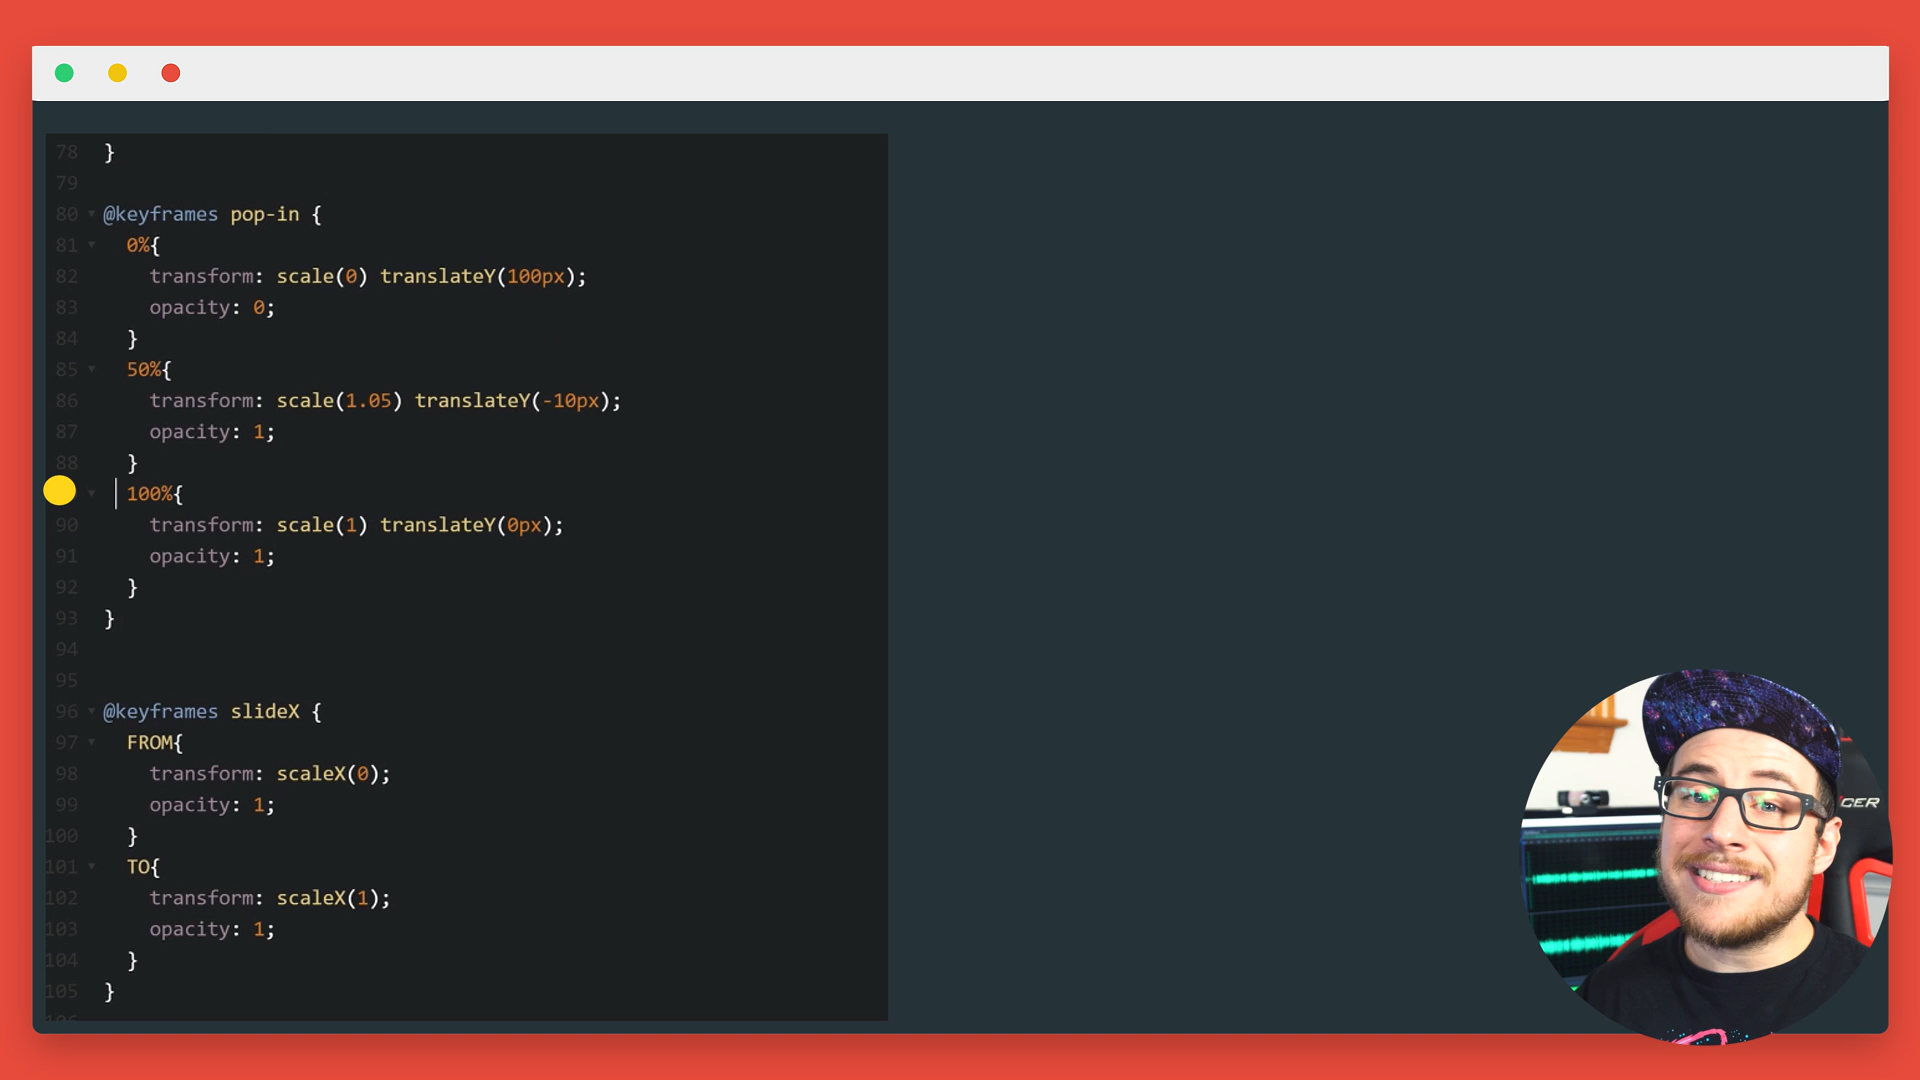 78 }
79
80 @keyframes pop-in {
81 0%{
82 transform: scale(0) translateY(100px);
83 opacity: 0;
84 }
85 50%{
86 transform: scale(1.05) translateY(-10px);
87 opacity: 1;
88 }
100%{
90 transform: scale(1) translateY(0px);
91 opacity: 1;
92 }
93 }
94
95
96 @keyframes slideX {
97 FROM{
98 transform: scaleX(0);
99 opacity: 1;
100 }
101 TO{
102 transform: scaleX(1);
103 opacity: 1;
104 }
105 }
106
CER